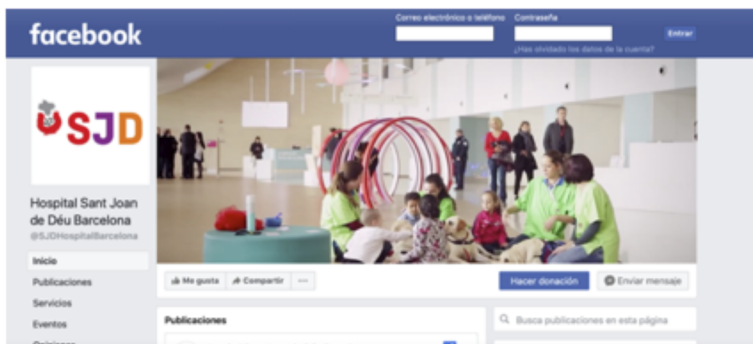 Correo electrónico o teléfono
Contraseña
facebook
Entrar
¿Has olvidado los datos de la cuenta?
SJD
Hospital Sant Joan
de Déu Barcelona
@SJDHospitalBarcelona
Inicio
Publicaciones
Servicios
Eventos
Opiniones
Me gusta
Compartir
Hacer donación
Enviar mensaje
Publicaciones
Busca publicaciones en esta página